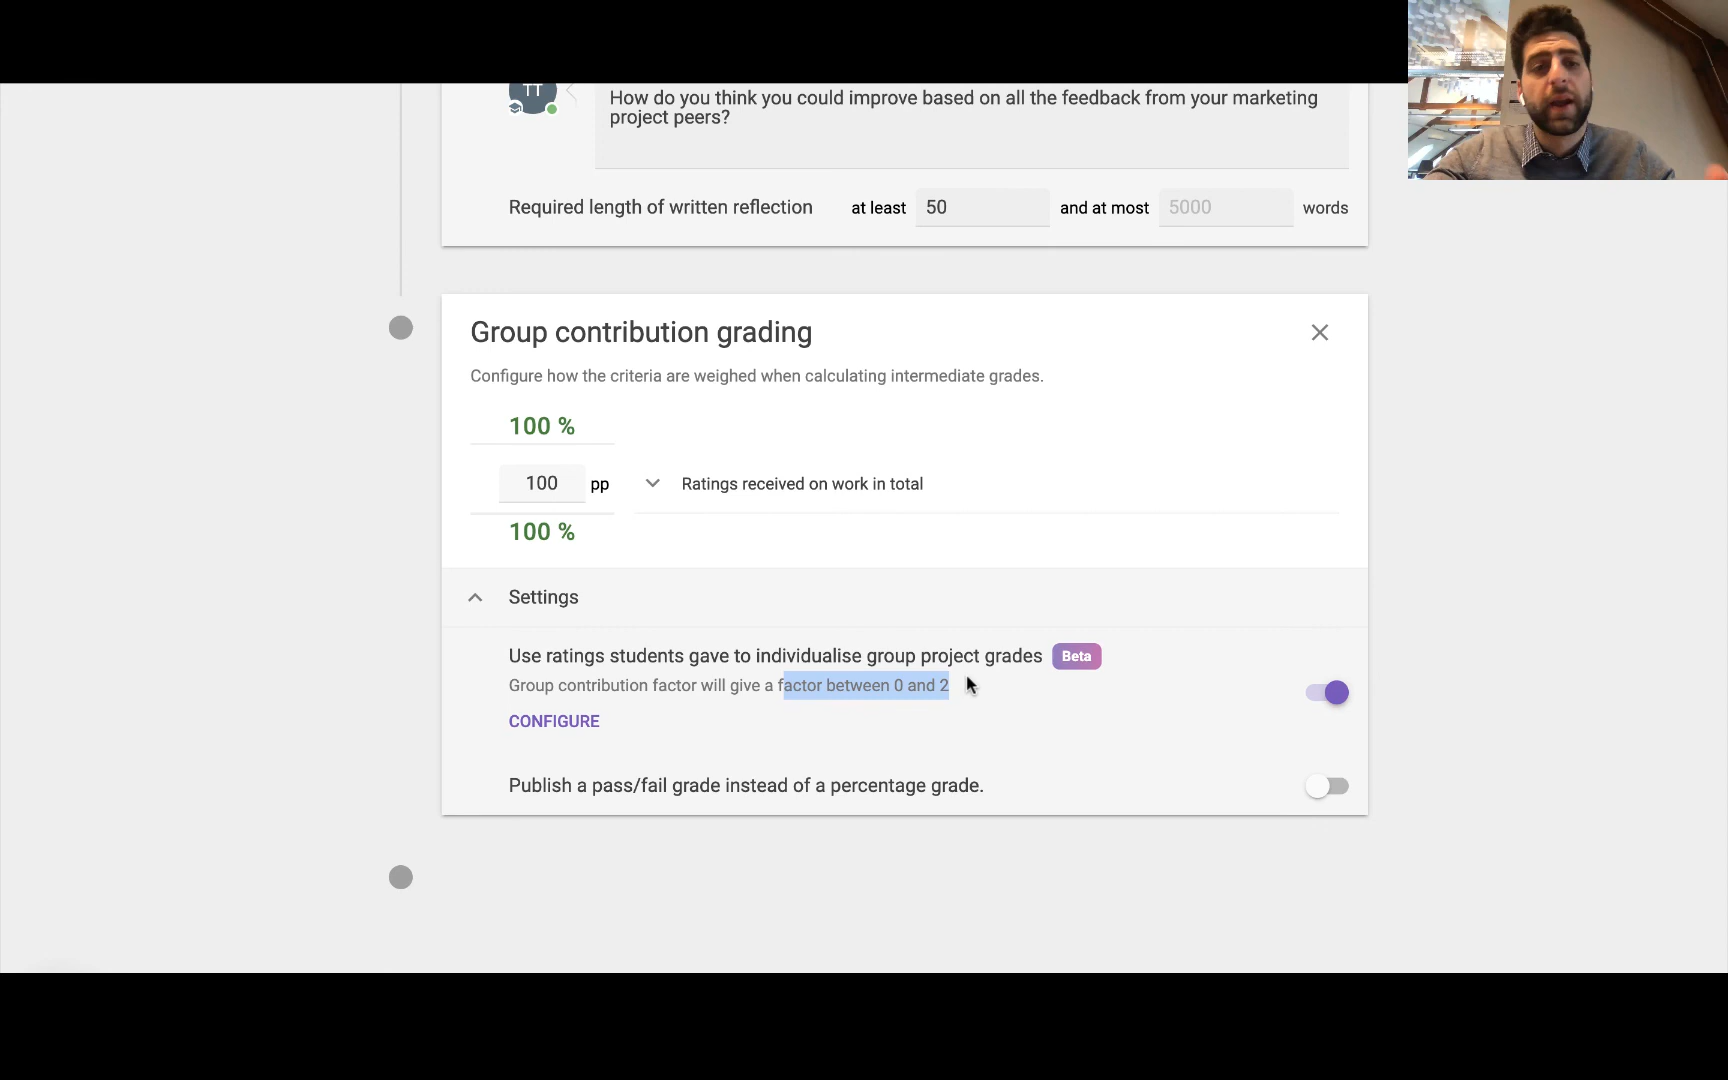 TT
How do you think you could improve based on all the feedback from your marketing
project peers?
Required length of written reflection at least 50 and at most 5000 words
Group contribution grading
Configure how the criteria are weighed when calculating intermediate grades.
100 %
100 pp Ratings received on work in total
100 %
Settings
Use ratings students gave to individualise group project grades Beta
Group contribution factor will give a factor between 0 and 2
CONFIGURE
Publish a pass/fail grade instead of a percentage grade.